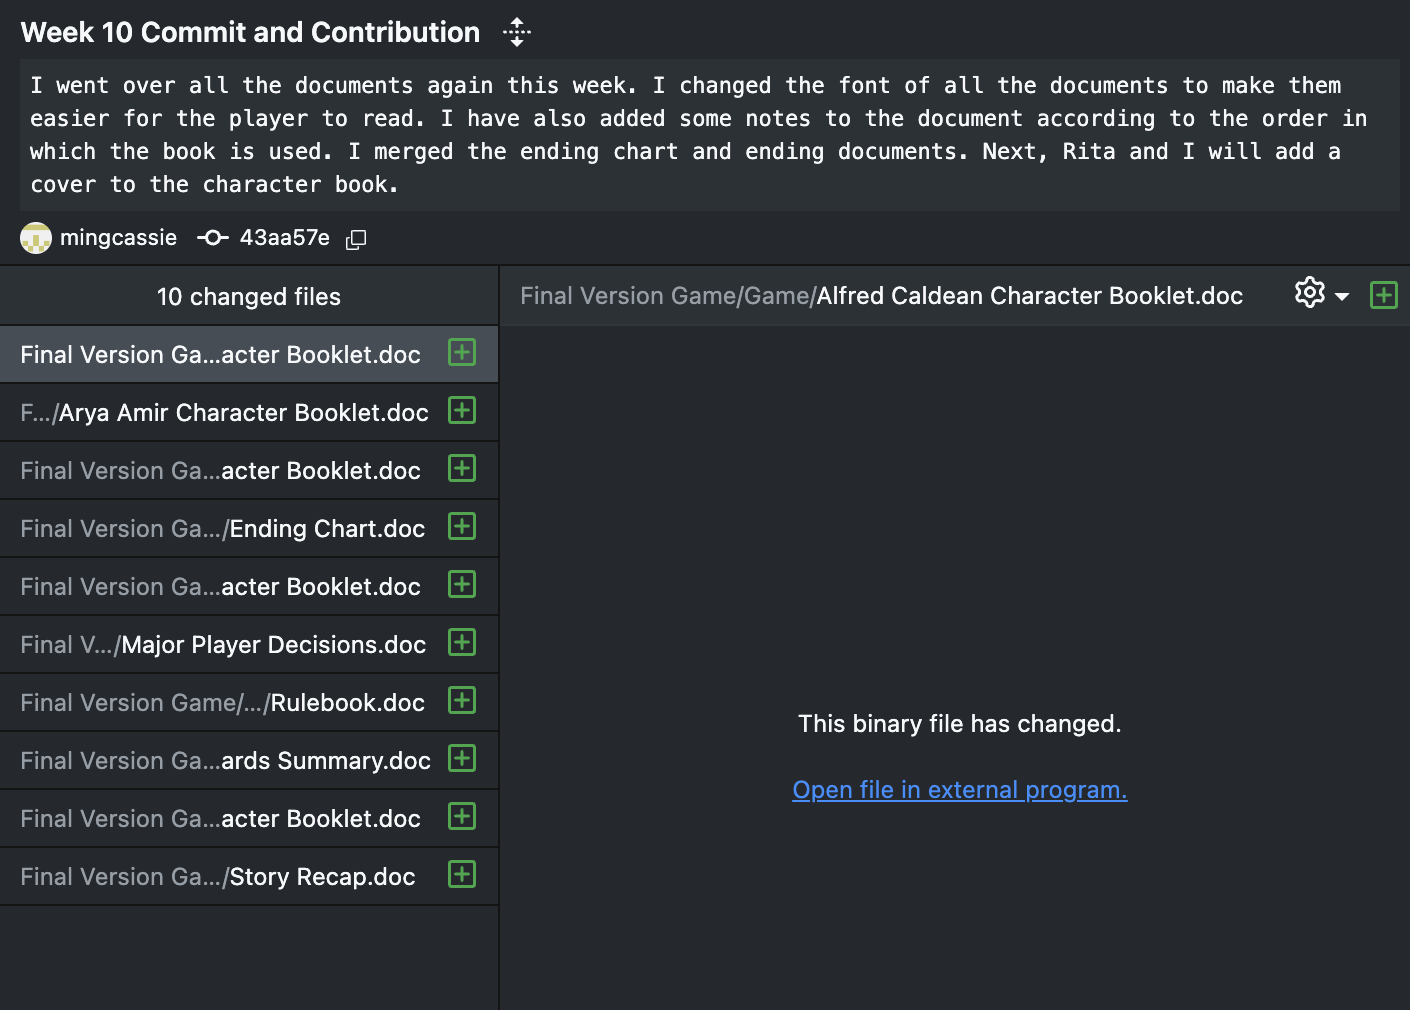 Week 10 Commit and Contribution
I went over all the documents again this week. I changed the font of all the documents to make them
easier for the player to read. I have also added some notes to the document according to the order in
which the book is used. I merged the ending chart and ending documents. Next, Rita and I will add a
cover to the character book.
mingcassie 43aa57e
10 changed files
Final Version Game/Game/Alfred Caldean Character Booklet.doc
Final Version Ga...acter Booklet.doc
F.../Arya Amir Character Booklet.doc
Final Version Ga...acter Booklet.doc
Final Version Ga.../Ending Chart.doc
Final Version Ga...acter Booklet.doc
Final V.../Major Player Decisions.doc
Final Version Game/.../Rulebook.doc
Final Version Ga...ards Summary.doc
Final Version Ga...acter Booklet.doc
Final Version Ga.../Story Recap.doc
This binary file has changed.
Open file in external program.